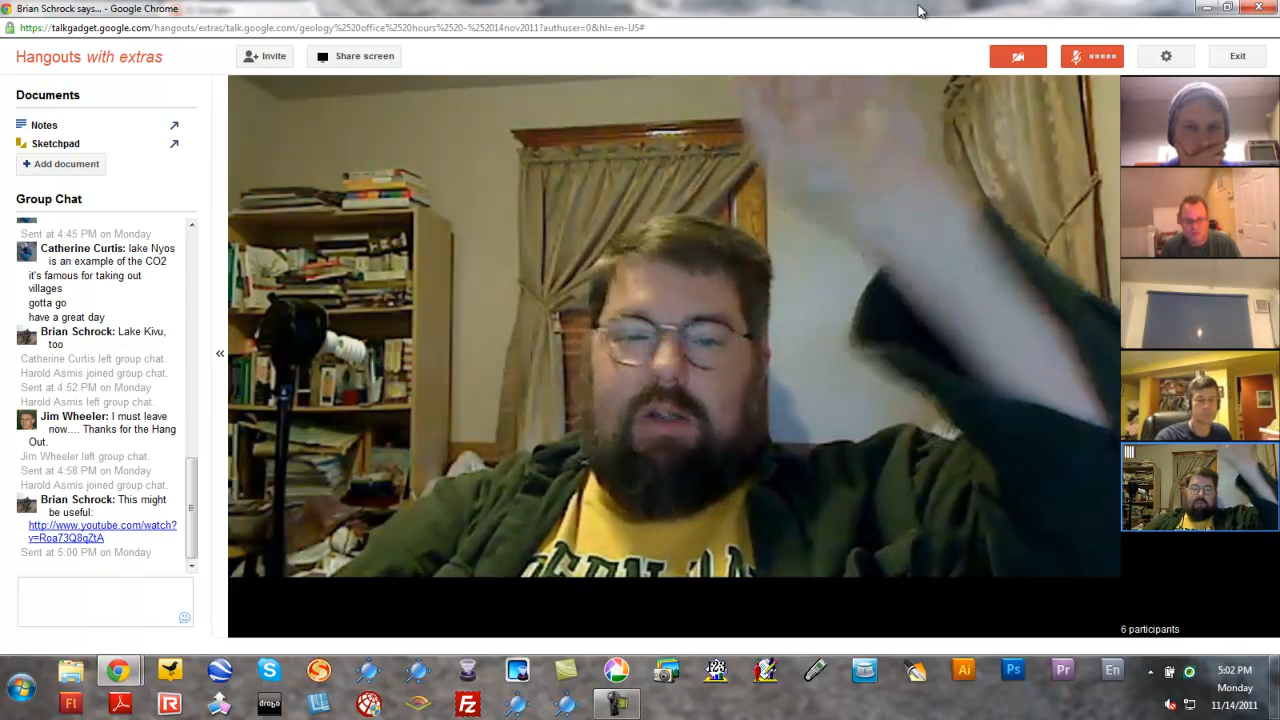 Brian Schrock says... - Google Chrome
https://talkgadget.google.com/hangouts/extras/talk.google.com/geology%2520office%2520hours%2520-%252014nov2011?authuser=0&hl=en-US#
Hangouts with extras
Invite
Share screen
Exit
Documents
Notes
Sketchpad
Add document
Group Chat
Sent at 4:45 PM on Monday
Catherine Curtis: lake Nyos
is an example of the CO2
it's famous for taking out
villages
gotta go
have a great day
Brian Schrock: Lake Kivu,
too
Catherine Curtis left group chat.
Harold Asmis joined group chat.
Sent at 4:52 PM on Monday
Harold Asmis left group chat.
Jim Wheeler: I must leave
now.... Thanks for the Hang
Out.
Jim Wheeler left group chat.
Sent at 4:58 PM on Monday
Harold Asmis joined group chat.
Brian Schrock: This might
be useful:
http://www.youtube.com/watch?
v=Roa73Q8qZtA
Sent at 5:00 PM on Monday
6 participants
Ai
Ps
Pr
En
Fl
R
drobo
Fz
5:02 PM
Monday
11/14/2011